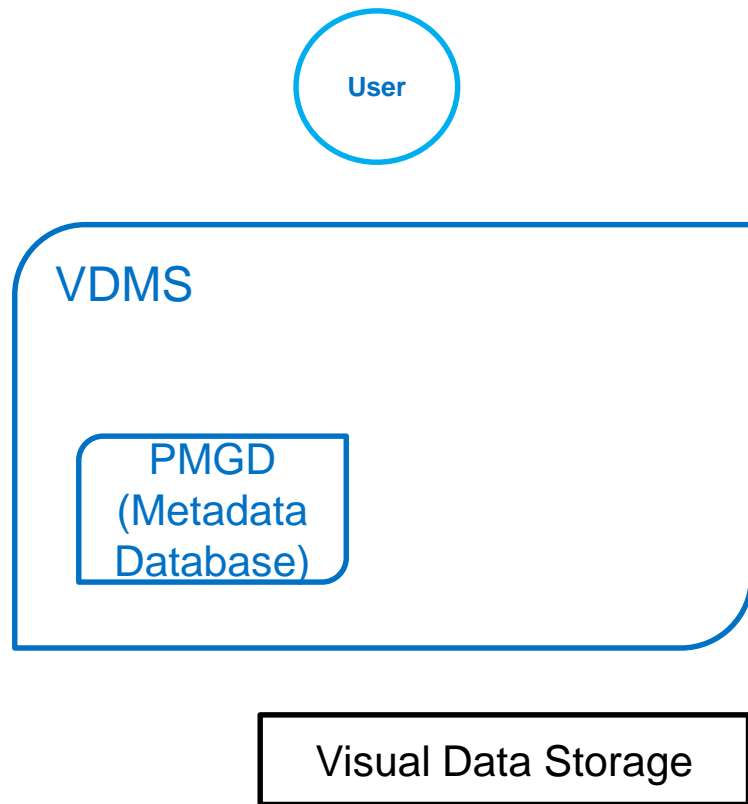 User
VDMS
PMGD
(Metadata
Database)
Visual Data Storage